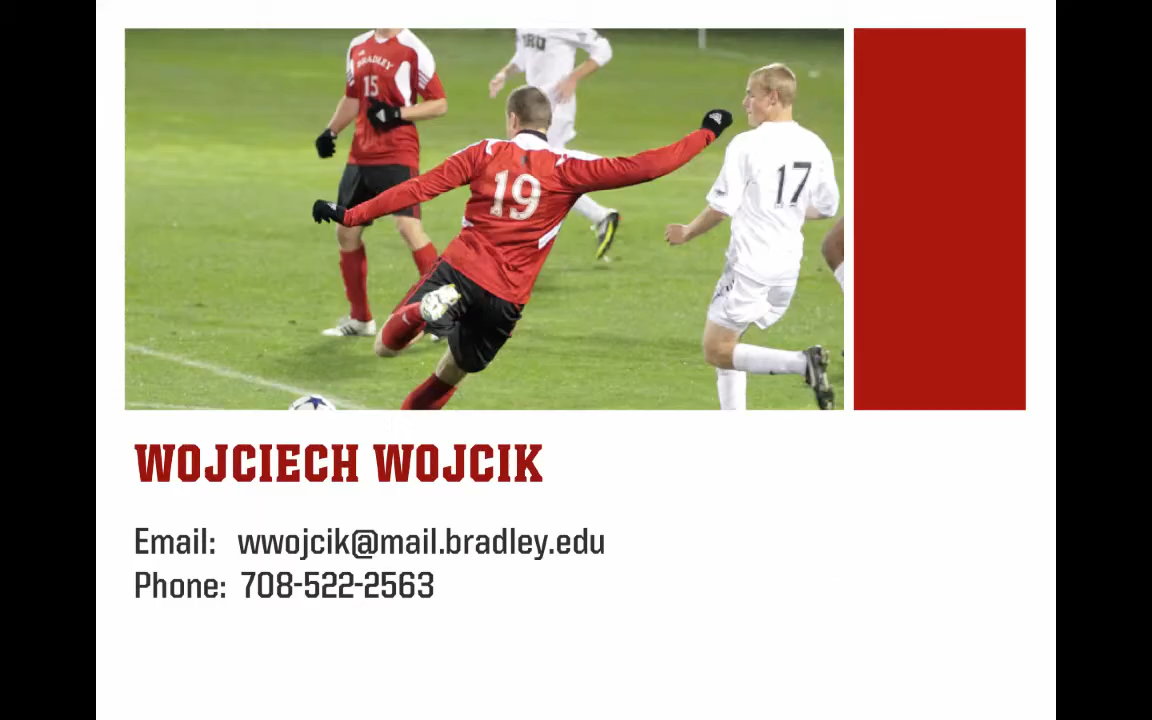 BRADLEY
15
19
17
WOJCIECH WOJCIK
Email: wwojcik@mail.bradley.edu
Phone: 708-522-2563